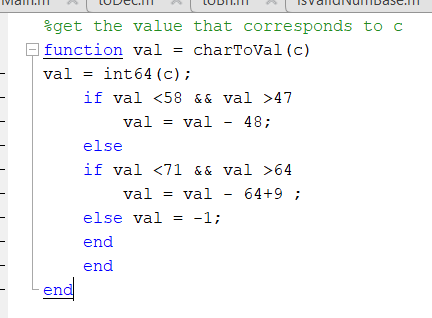 Main.m toDec.m toBin.m isValidNumBase.m
%get the value that corresponds to c
function val = charToVal(c)
val = int64(c);
if val <58 && val >47
val = val - 48;
else
if val <71 && val >64
val = val - 64+9 ;
else val = -1;
end
end
end